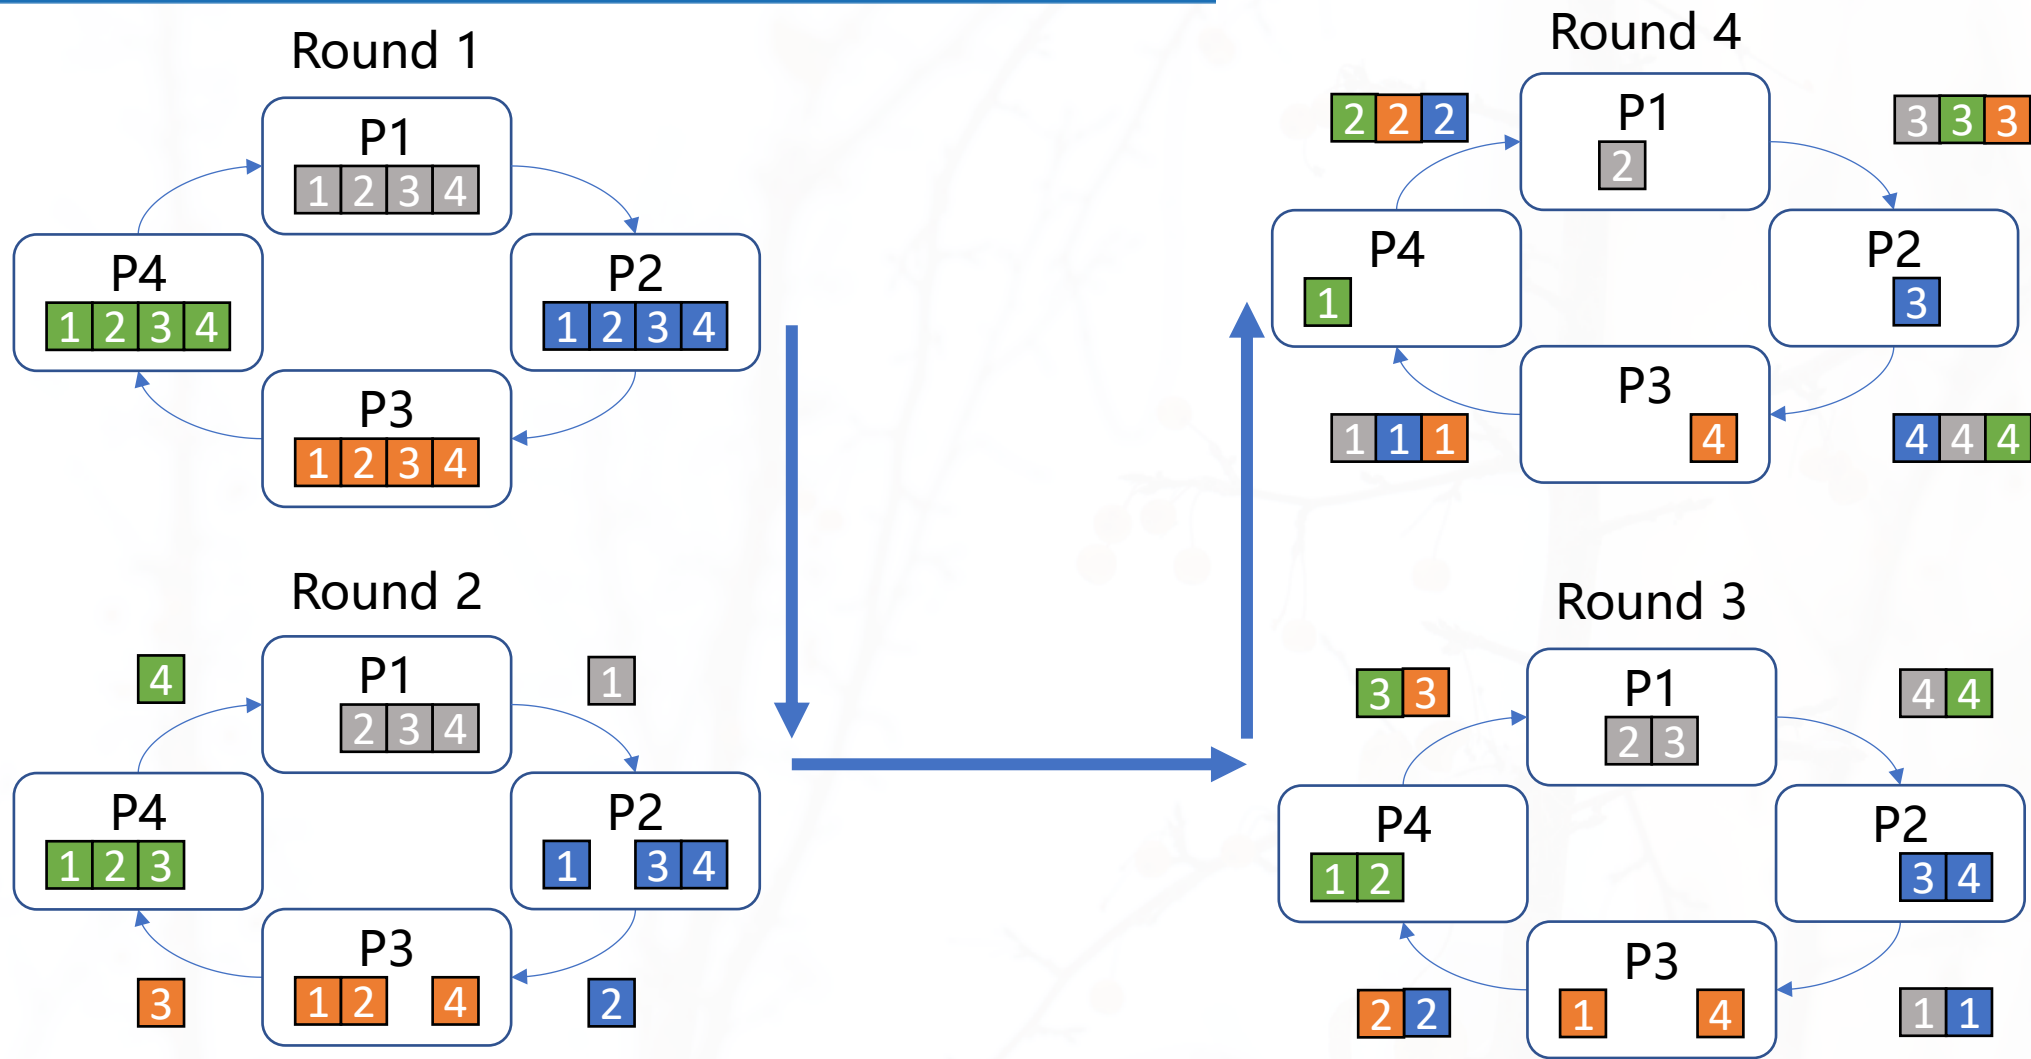 Round 1
P1
1 2 3 4
P4
1 2 3 4
P2
1 2 3 4
P3
1 2 3 4
Round 2
4
P1
2 3 4
1
P4
1 2 3
P2
1 3 4
3
P3
1 2 4
2
Round 4
2 2 2
P1
2
3 3 3
P4
1
P2
3
1 1 1
P3
4
4 4 4
Round 3
3 3
P1
2 3
4 4
P4
1 2
P2
3 4
2 2
P3
1 4
1 1